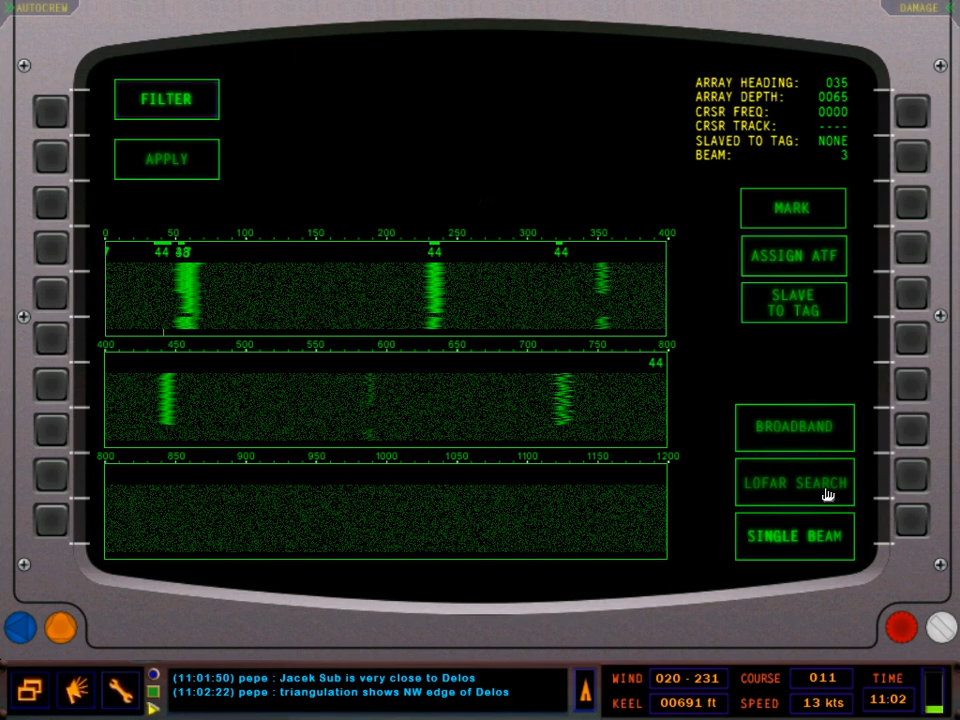 AUTOCREW
DAMAGE
FILTER
APPLY
ARRAY HEADING: 035
ARRAY DEPTH: 0065
CRSR FREQ: 0000
CRSR TRACK: ----
SLAVED TO TAG: NONE
BEAM: 3
MARK
ASSIGN ATF
SLAVE
TO TAG
0 50 100 150 200 250 300 350 400
44 44 44
400 450 500 550 600 650 700 750 800
44
800 850 900 950 1000 1050 1100 1150 1200
BROADBAND
LOFAR SEARCH
SINGLE BEAM
(11:01:50) pepe : Jacek Sub is very close to Delos
(11:02:22) pepe : triangulation shows NW edge of Delos
WIND 020 - 231 COURSE 011 TIME
KEEL 00691 ft SPEED 13 kts 11:02